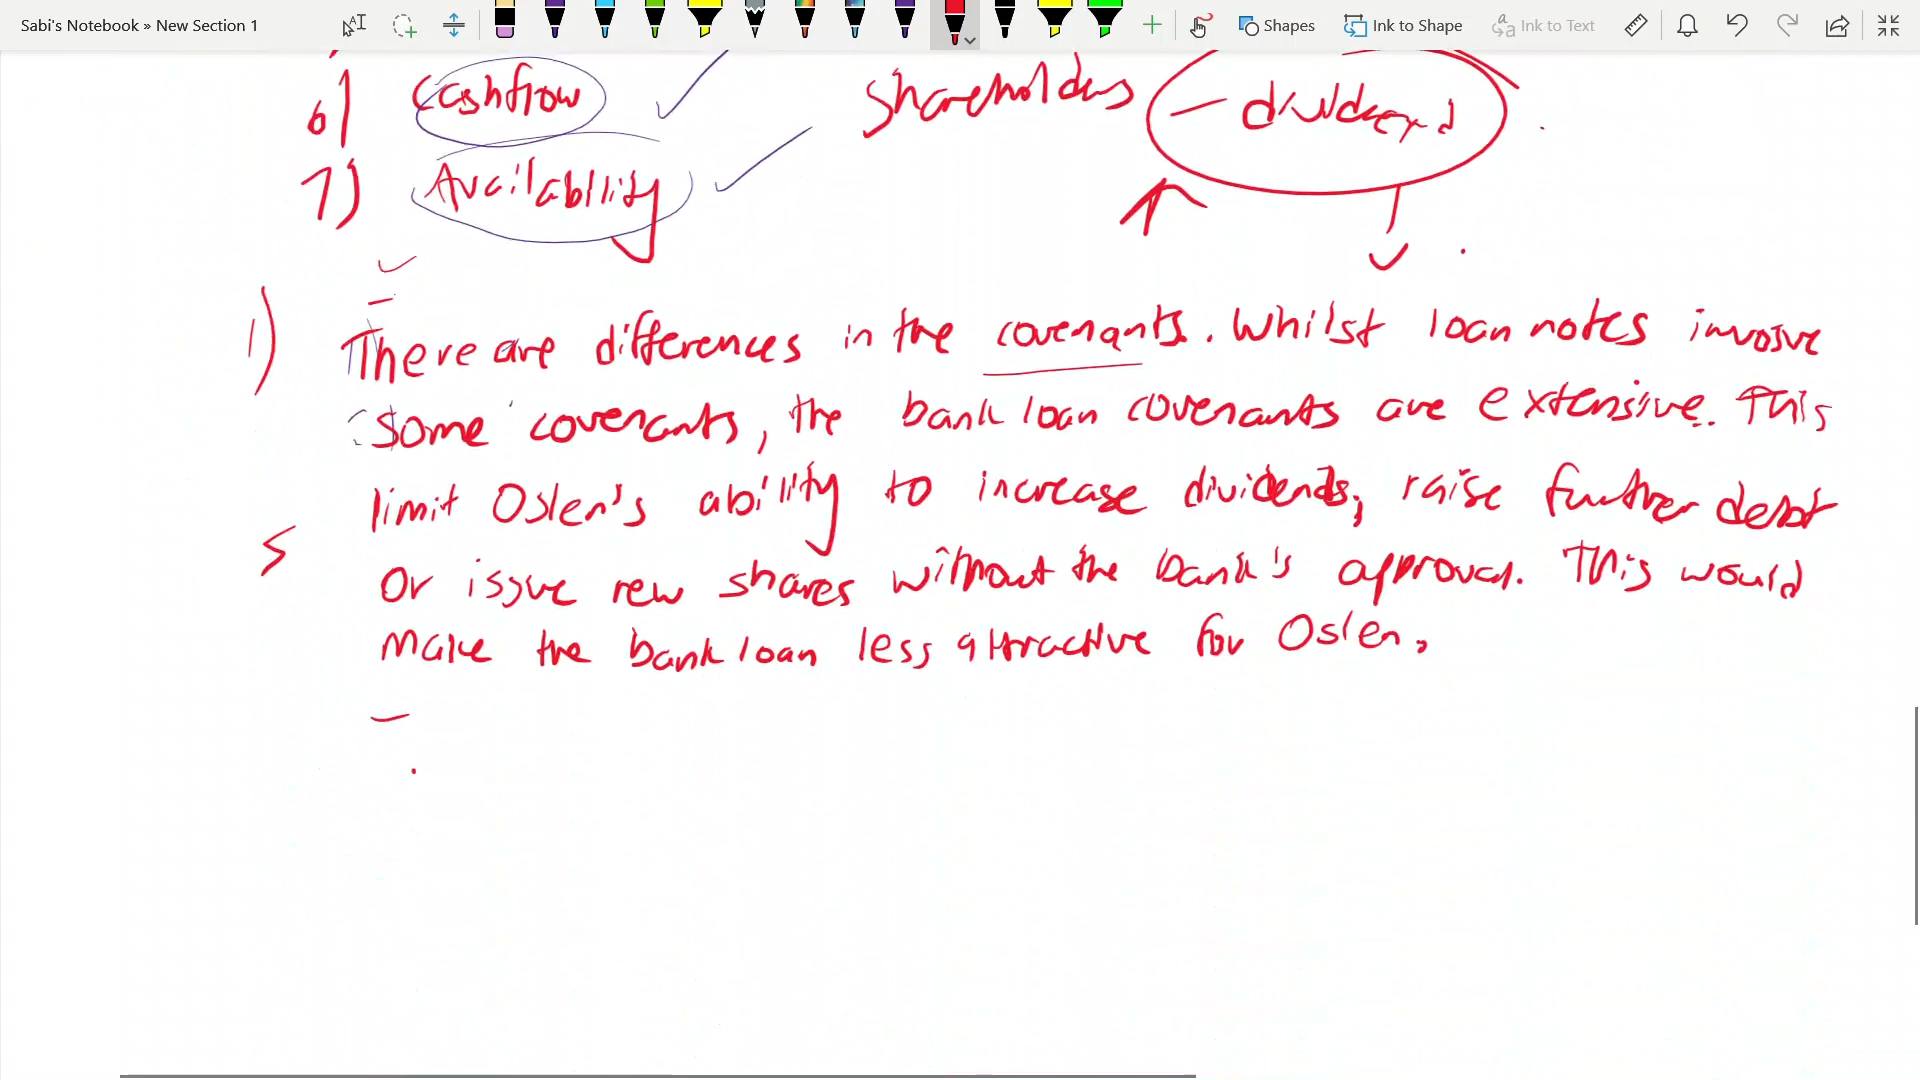 Sabi's Notebook » New Section 1
Shapes
Ink to Shape
Ink to Text
6) Cashflow
shareholders - dividend
7) Availability
1) There are differences in the covenants. Whilst loan notes involve
some covenants, the bank loan covenants are extensive. This
limit Oslen's ability to increase dividends, raise further debt
or issue new shares without the bank's approval. This would
make the bank loan less attractive for Oslen.